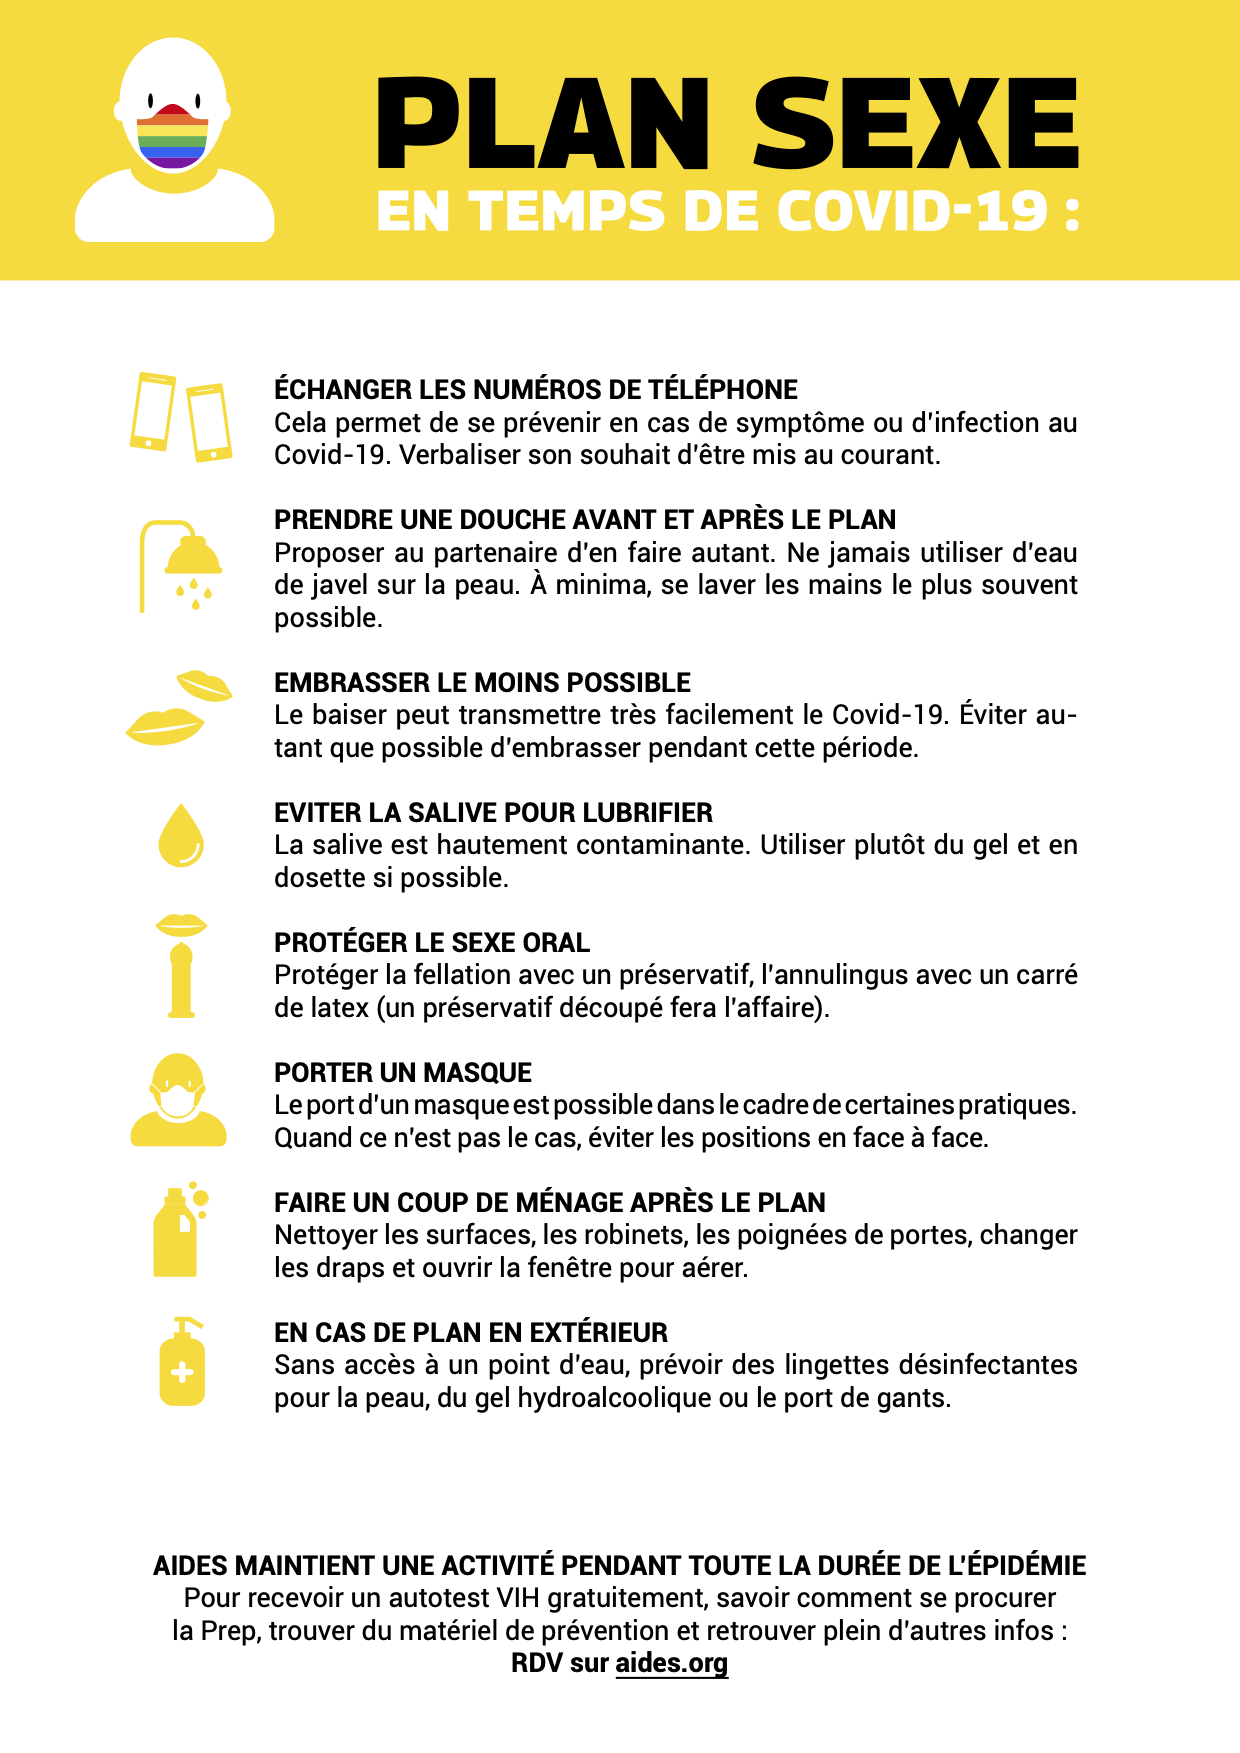 PLAN SEXE
EN TEMPS DE COVID-19 :
ÉCHANGER LES NUMÉROS DE TÉLÉPHONE
Cela permet de se prévenir en cas de symptôme ou d'infection au
Covid-19. Verbaliser son souhait d'être mis au courant.
PRENDRE UNE DOUCHE AVANT ET APRÈS LE PLAN
Proposer au partenaire d'en faire autant. Ne jamais utiliser d'eau
de javel sur la peau. À minima, se laver les mains le plus souvent
possible.
EMBRASSER LE MOINS POSSIBLE
Le baiser peut transmettre très facilement le Covid-19. Éviter au-
tant que possible d'embrasser pendant cette période.
EVITER LA SALIVE POUR LUBRIFIER
La salive est hautement contaminante. Utiliser plutôt du gel et en
dosette si possible.
PROTÉGER LE SEXE ORAL
Protéger la fellation avec un préservatif, l'annulingus avec un carré
de latex (un préservatif découpé fera l'affaire).
PORTER UN MASQUE
Le port d'un masque est possible dans le cadre de certaines pratiques.
Quand ce n'est pas le cas, éviter les positions en face à face.
FAIRE UN COUP DE MÉNAGE APRÈS LE PLAN
Nettoyer les surfaces, les robinets, les poignées de portes, changer
les draps et ouvrir la fenêtre pour aérer.
EN CAS DE PLAN EN EXTÉRIEUR
Sans accès à un point d'eau, prévoir des lingettes désinfectantes
pour la peau, du gel hydroalcoolique ou le port de gants.
AIDES MAINTIENT UNE ACTIVITÉ PENDANT TOUTE LA DURÉE DE L'ÉPIDÉMIE
Pour recevoir un autotest VIH gratuitement, savoir comment se procurer
la Prep, trouver du matériel de prévention et retrouver plein d'autres infos :
RDV sur aides.org